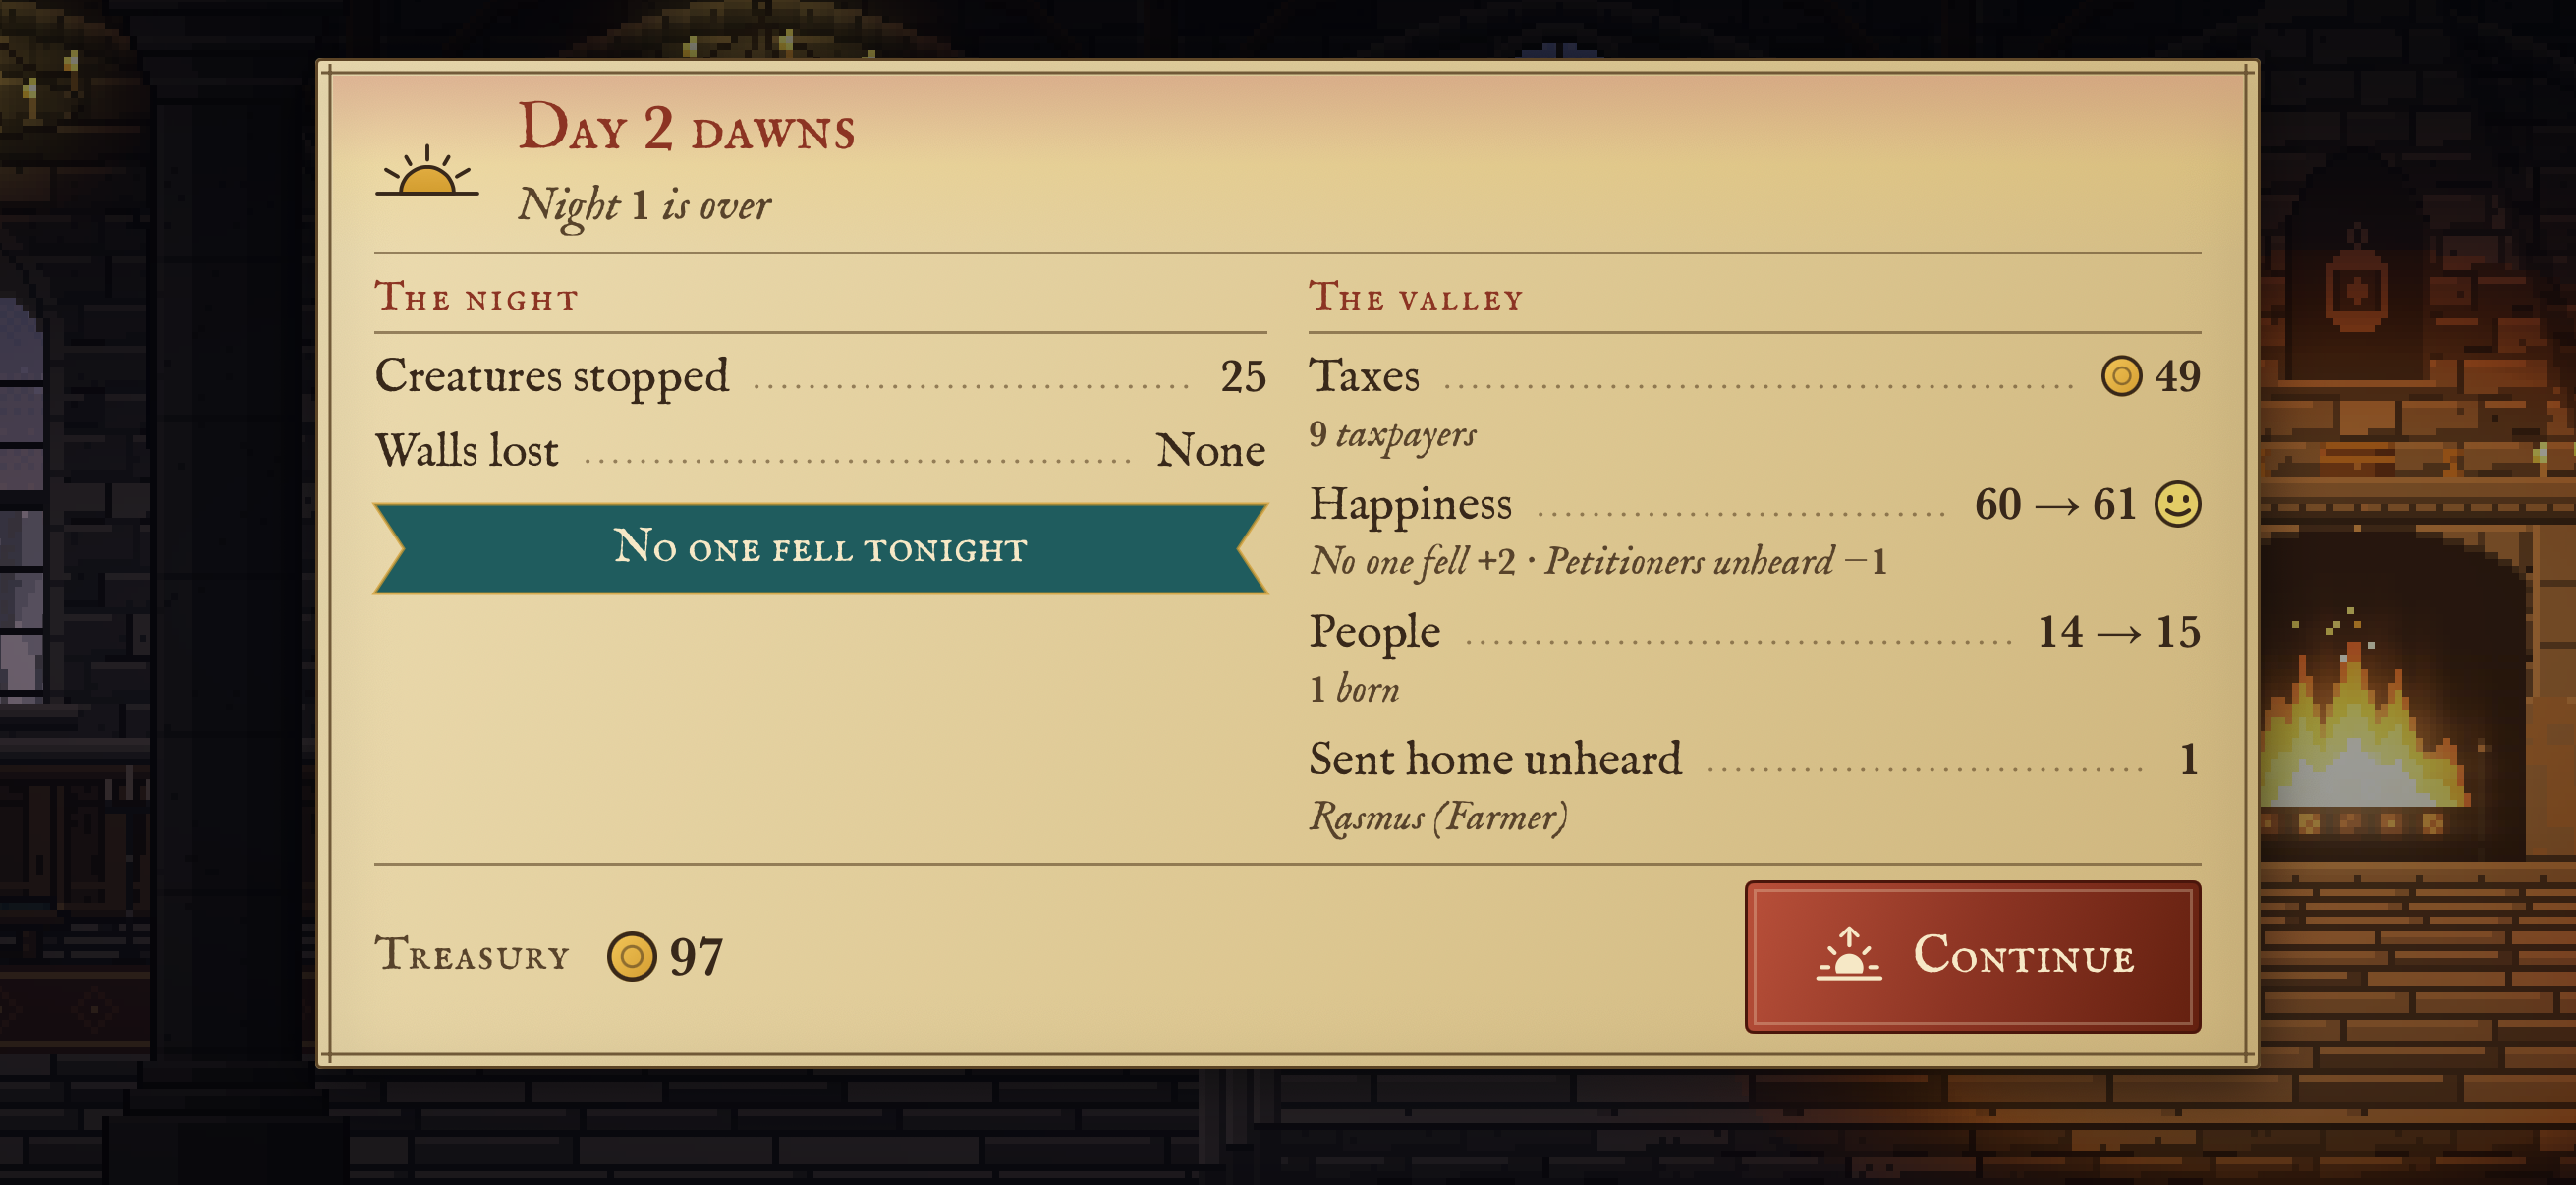 Day 2 dawns
Night 1 is over
The night
Creatures stopped 25
Walls lost None
No one fell tonight
The valley
Taxes 49
9 taxpayers
Happiness 60 → 61
No one fell +2 · Petitioners unheard −1
People 14 → 15
1 born
Sent home unheard 1
Rasmus (Farmer)
Treasury 97
Continue